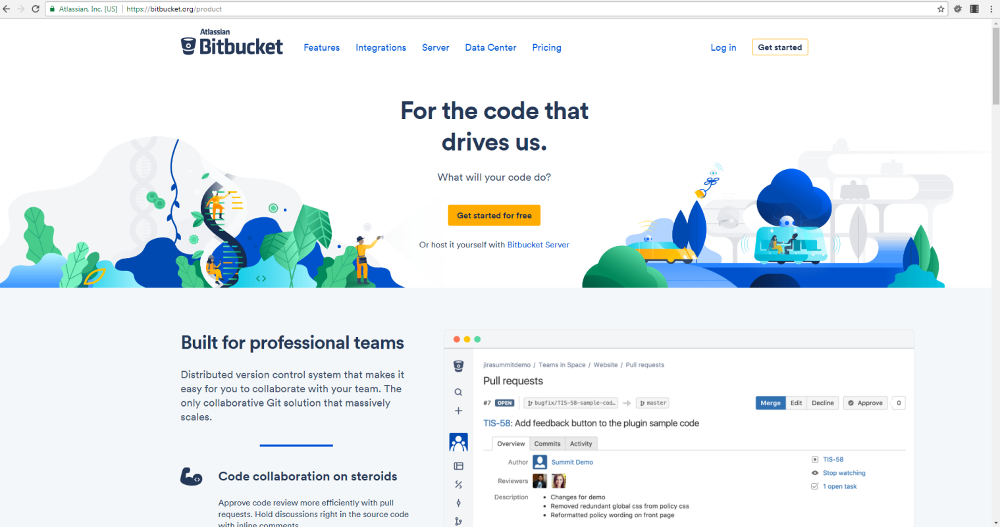 Atlassian, Inc. [US] https://bitbucket.org/product
Atlassian
Bitbucket
Features Integrations Server Data Center Pricing Log in Get started
For the code that
drives us.
What will your code do?
Get started for free
Or host it yourself with Bitbucket Server
Built for professional teams
Distributed version control system that makes it
easy for you to collaborate with your team. The
only collaborative Git solution that massively
scales.
Code collaboration on steroids
Approve code review more efficiently with pull
requests. Hold discussions right in the source code
with inline comments.
jirasummitdemo / Teams in Space / Website / Pull requests
Pull requests
#7 OPEN bugfix/TIS-58-sample-cod… master Merge Edit Decline Approve 0
TIS-58: Add feedback button to the plugin sample code
Overview Commits Activity
Author Summit Demo
Reviewers
Description • Changes for demo
• Removed redundant global css from policy css
• Reformatted policy wording on front page
TIS-58
Stop watching
1 open task